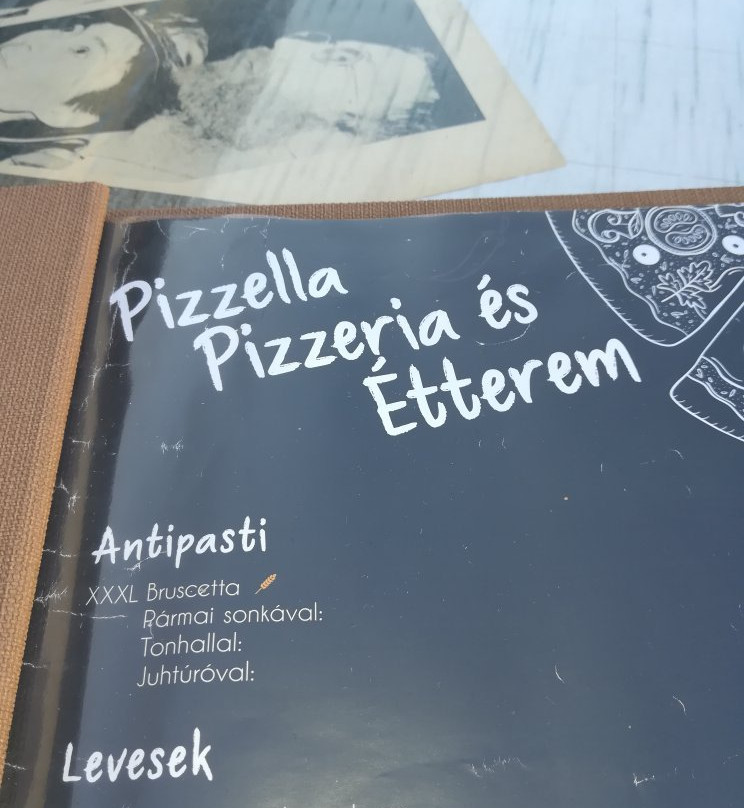 Pizzella
Pizzeria és
Étterem
Antipasti
XXXL Bruscetta
Pármai sonkával:
Tonhallal:
Juhtúróval:
Levesek